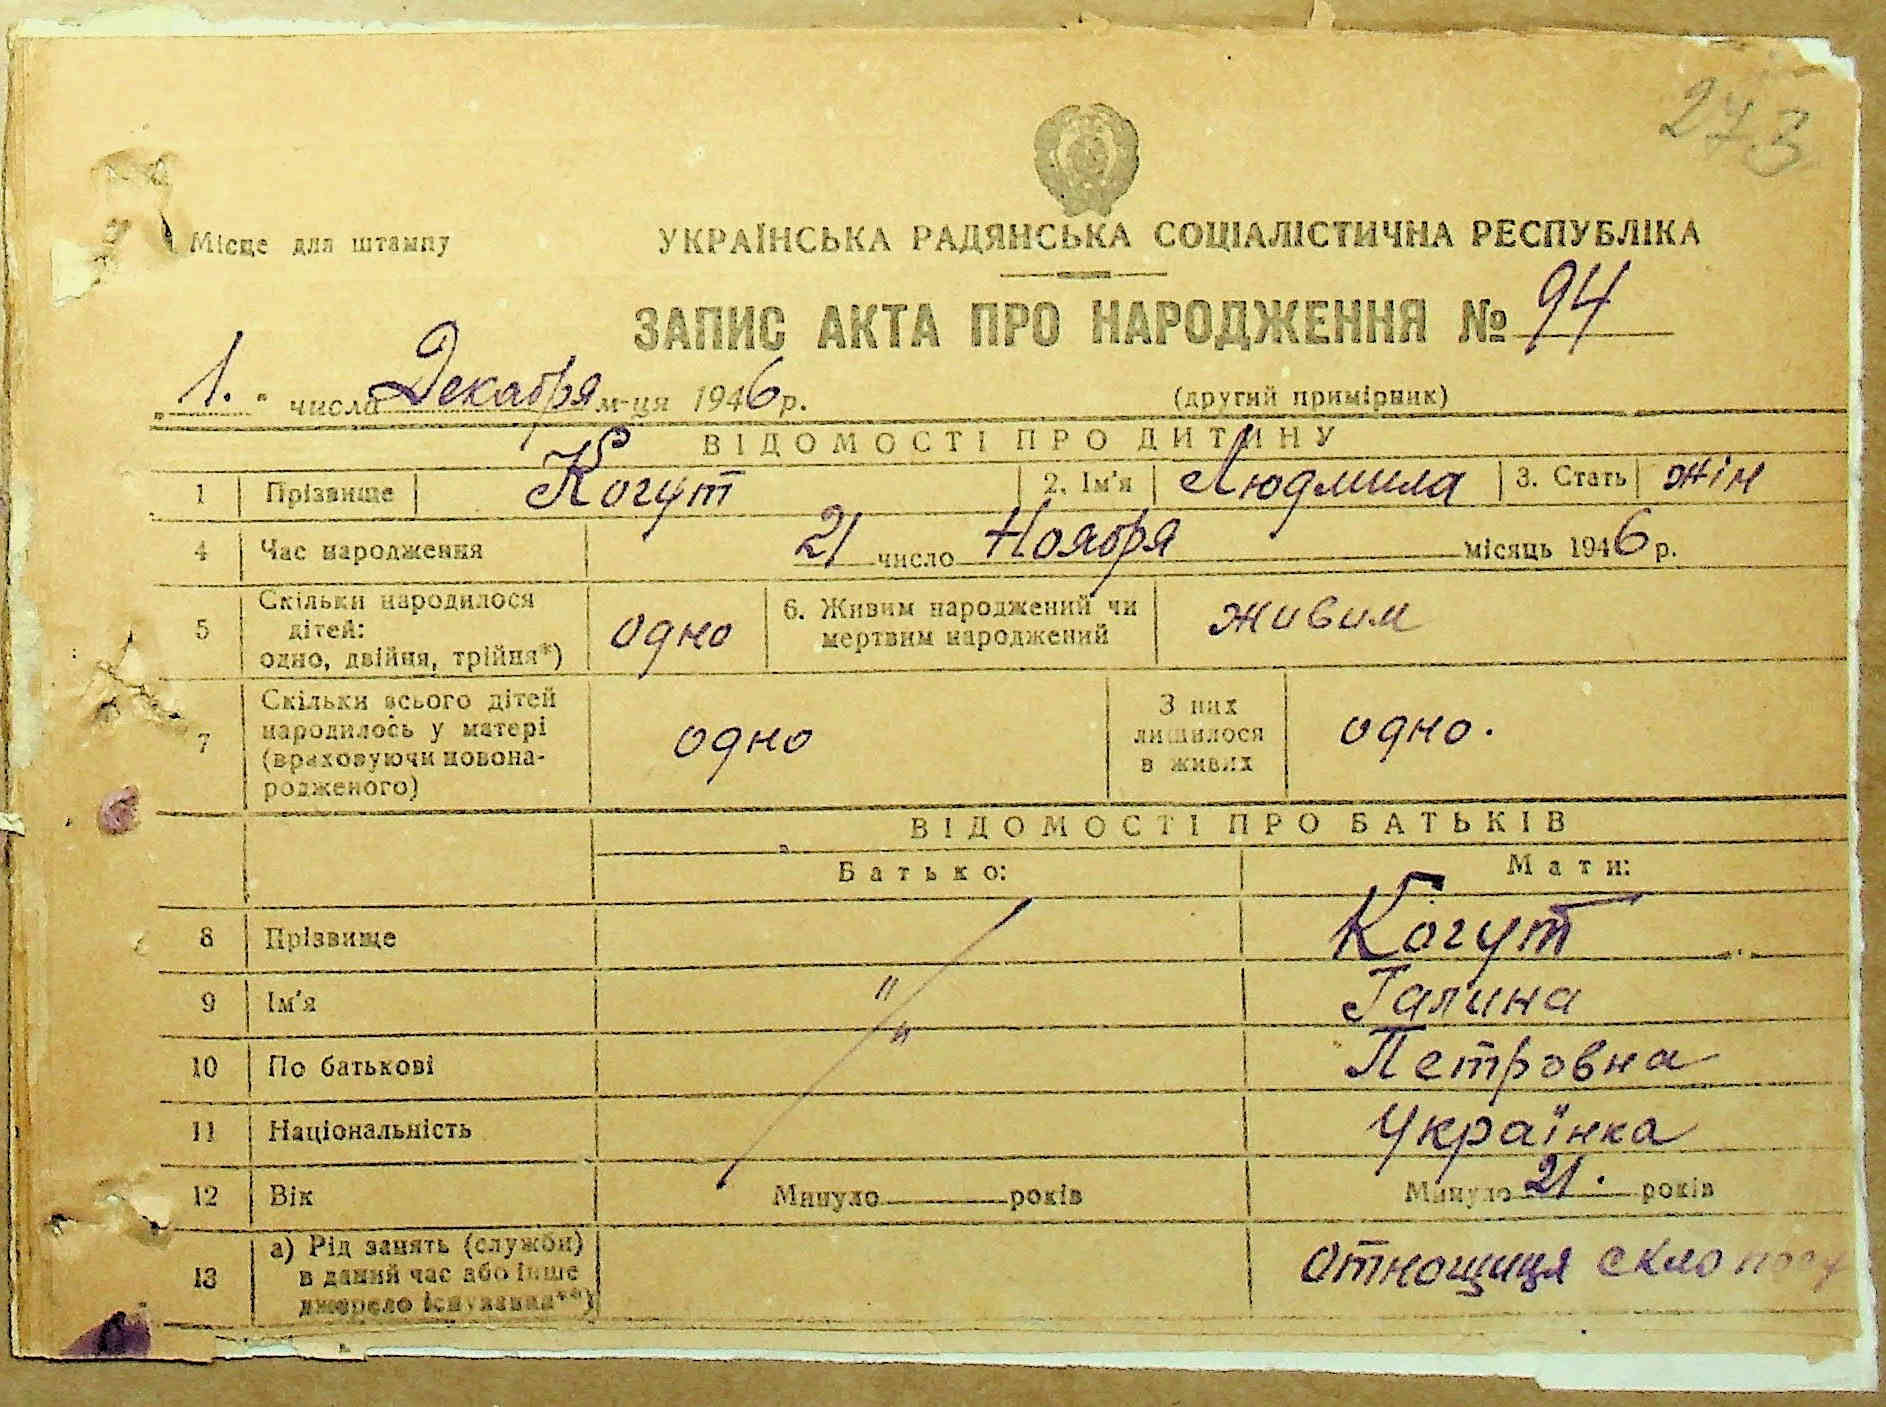 273
Місце для штампу
УКРАЇНСЬКА РАДЯНСЬКА СОЦІАЛІСТИЧНА РЕСПУБЛІКА
ЗАПИС АКТА ПРО НАРОДЖЕННЯ № 94
„1." числа Декабря м-ця 1946 р. (другий примірник)
ВІДОМОСТІ ПРО ДИТИНУ
1 Прізвище Когут 2. Ім'я Людмила 3. Стать жін
4 Час народження 21 число Ноября місяць 1946 р.
5 Скільки народилося
дітей:
одно, двійня, трійня*) одно
6. Живим народжений чи
мертвим народжений живим
7 Скільки всього дітей
народилось у матері
(враховуючи новона-
родженого) одно
З них
лишилося
в живих одно.
ВІДОМОСТІ ПРО БАТЬКІВ
Батько: Мати:
8 Прізвище Когут
9 Ім'я " Галина
10 По батькові " Петровна
11 Національність Українка
12 Вік Минуло років Минуло 21. років
13 а) Рід занять (служби)
в даний час або інше
джерело існування**)
отнощиця скло